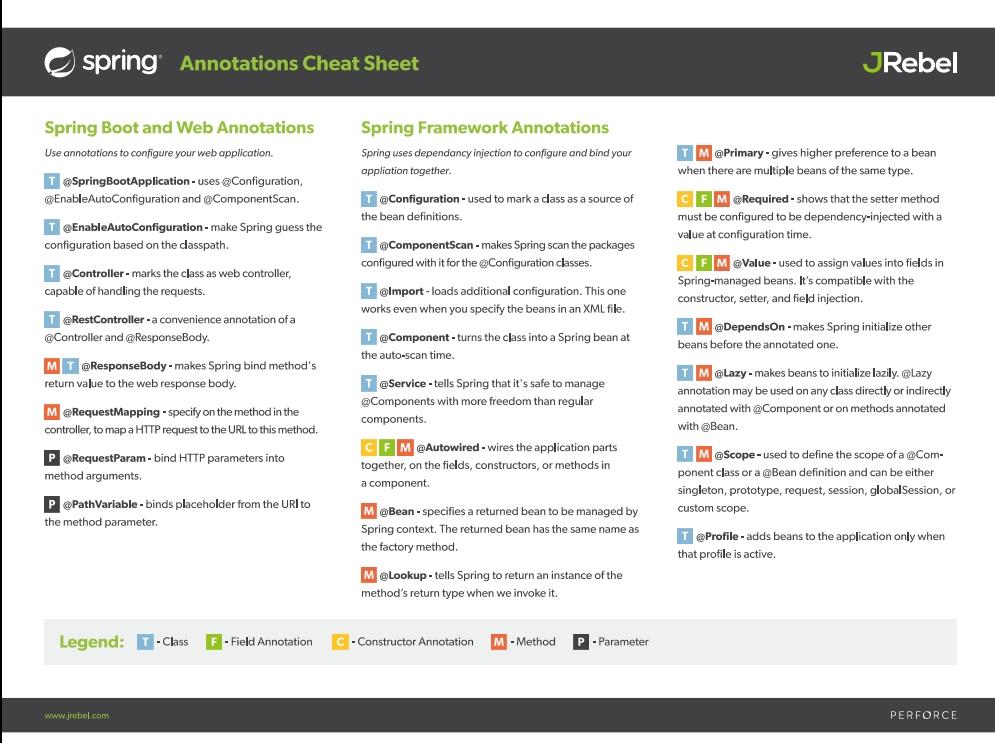 spring Annotations Cheat Sheet
JRebel
Spring Boot and Web Annotations
Use annotations to configure your web application.
T @SpringBootApplication - uses @Configuration,
@EnableAutoConfiguration and @ComponentScan.
T @EnableAutoConfiguration - make Spring guess the
configuration based on the classpath.
T @Controller - marks the class as web controller,
capable of handling the requests.
T @RestController - a convenience annotation of a
@Controller and @ResponseBody.
M T @ResponseBody - makes Spring bind method's
return value to the web response body.
M @RequestMapping - specify on the method in the
controller, to map a HTTP request to the URL to this method.
P @RequestParam - bind HTTP parameters into
method arguments.
P @PathVariable - binds placeholder from the URI to
the method parameter.
Spring Framework Annotations
Spring uses dependancy injection to configure and bind your
appliation together.
T @Configuration - used to mark a class as a source of
the bean definitions.
T @ComponentScan - makes Spring scan the packages
configured with it for the @Configuration classes.
T @Import - loads additional configuration. This one
works even when you specify the beans in an XML file.
T @Component - turns the class into a Spring bean at
the auto-scan time.
T @Service - tells Spring that it's safe to manage
@Components with more freedom than regular
components.
C F M @Autowired - wires the application parts
together, on the fields, constructors, or methods in
a component.
M @Bean - specifies a returned bean to be managed by
Spring context. The returned bean has the same name as
the factory method.
M @Lookup - tells Spring to return an instance of the
method's return type when we invoke it.
T M @Primary - gives higher preference to a bean
when there are multiple beans of the same type.
C F M @Required - shows that the setter method
must be configured to be dependency-injected with a
value at configuration time.
C F M @Value - used to assign values into fields in
Spring-managed beans. It's compatible with the
constructor, setter, and field injection.
T M @DependsOn - makes Spring initialize other
beans before the annotated one.
T M @Lazy - makes beans to initialize lazily. @Lazy
annotation may be used on any class directly or indirectly
annotated with @Component or on methods annotated
with @Bean.
T M @Scope - used to define the scope of a @Com-
ponent class or a @Bean definition and can be either
singleton, prototype, request, session, globalSession, or
custom scope.
T @Profile - adds beans to the application only when
that profile is active.
Legend: T - Class F - Field Annotation C - Constructor Annotation M - Method P - Parameter
www.jrebel.com
PERFORCE